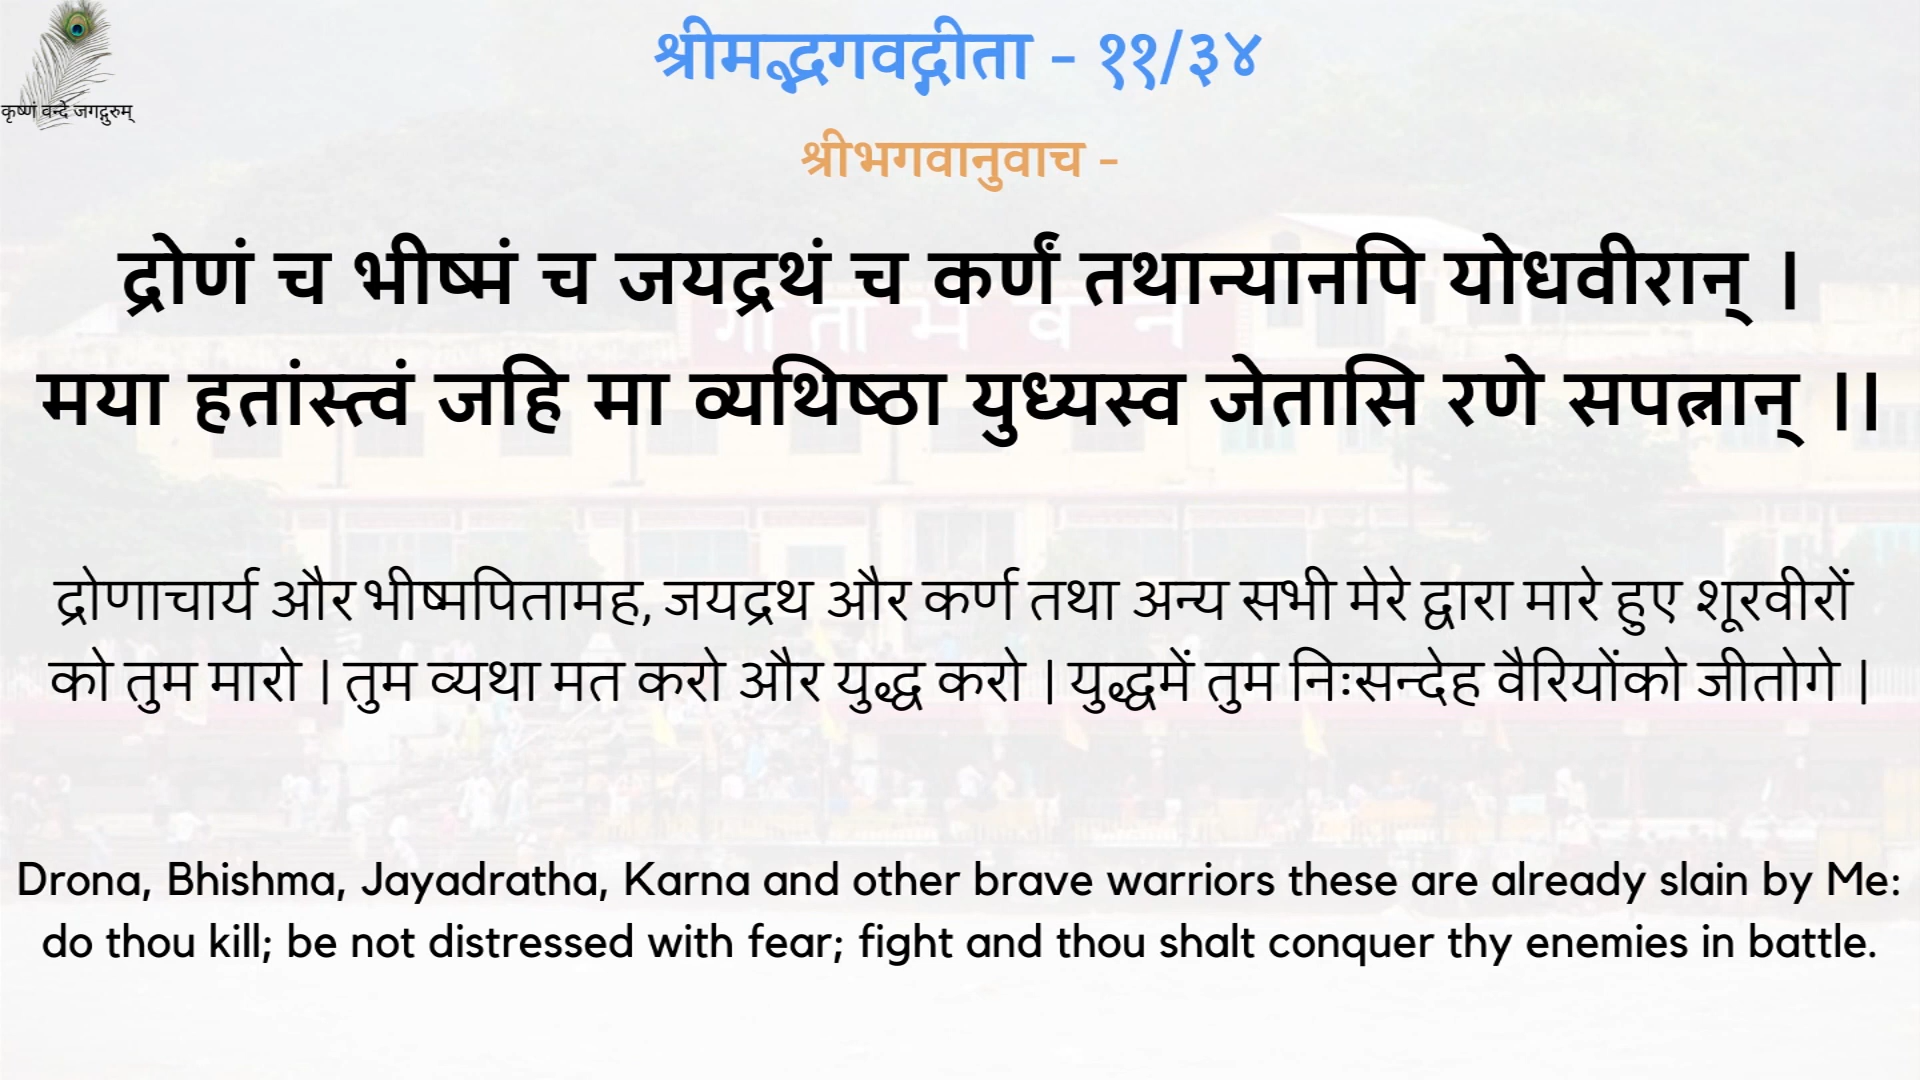 कृष्णं वन्दे जगद्गुरुम्
श्रीमद्भगवद्गीता - ११/३४
श्रीभगवानुवाच -
द्रोणं च भीष्मं च जयद्रथं च कर्णं तथान्यानपि योधवीरान् |
गीता भ व न
मया हतांस्त्वं जहि मा व्यथिष्ठा युध्यस्व जेतासि रणे सपत्नान् ||
द्रोणाचार्य और भीष्मपितामह, जयद्रथ और कर्ण तथा अन्य सभी मेरे द्वारा मारे हुए शूरवीरों
को तुम मारो | तुम व्यथा मत करो और युद्ध करो | युद्धमें तुम निःसन्देह वैरियोंको जीतोगे |
Drona, Bhishma, Jayadratha, Karna and other brave warriors these are already slain by Me:
do thou kill; be not distressed with fear; fight and thou shalt conquer thy enemies in battle.